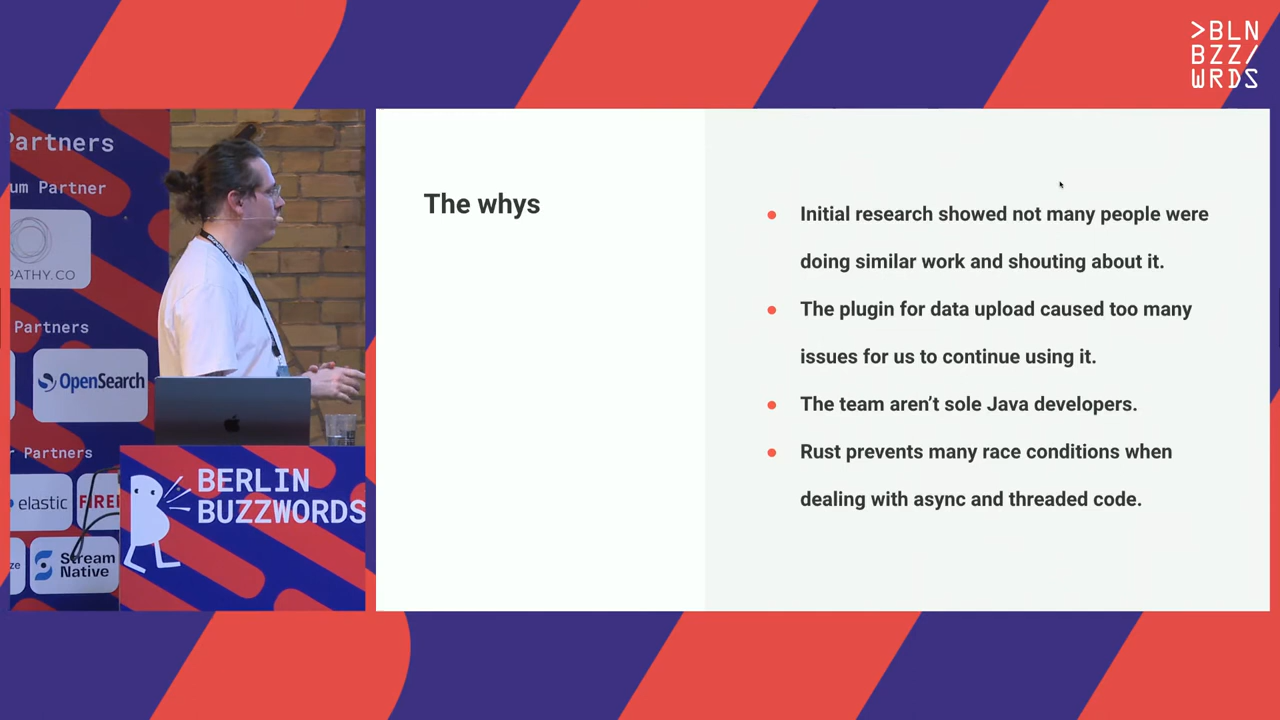 >BLN
BZZ/
WRDS
Partners
um Partner
PATHY.CO
Partners
OpenSearch
r Partners
elastic
FIRE
ze
Stream
Native
BERLIN
BUZZWORDS
The whys
Initial research showed not many people were
doing similar work and shouting about it.
The plugin for data upload caused too many
issues for us to continue using it.
The team aren’t sole Java developers.
Rust prevents many race conditions when
dealing with async and threaded code.